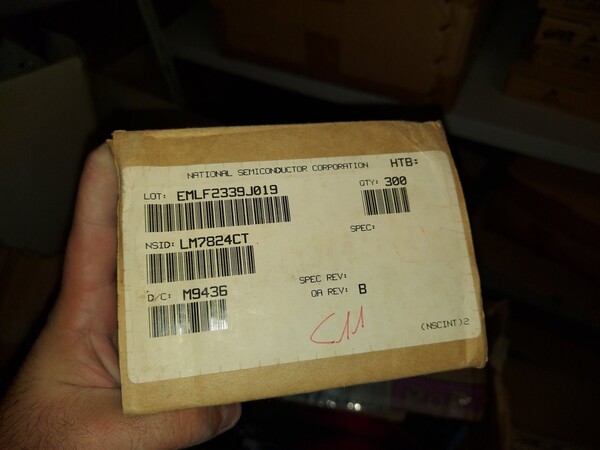 NATIONAL SEMICONDUCTOR CORPORATION HTB:
LOT: EMLF2339J019
QTY: 300
SPEC:
NSID: LM7824CT
SPEC REV:
D/C: M9436
QA REV: B
(NSCINT)2